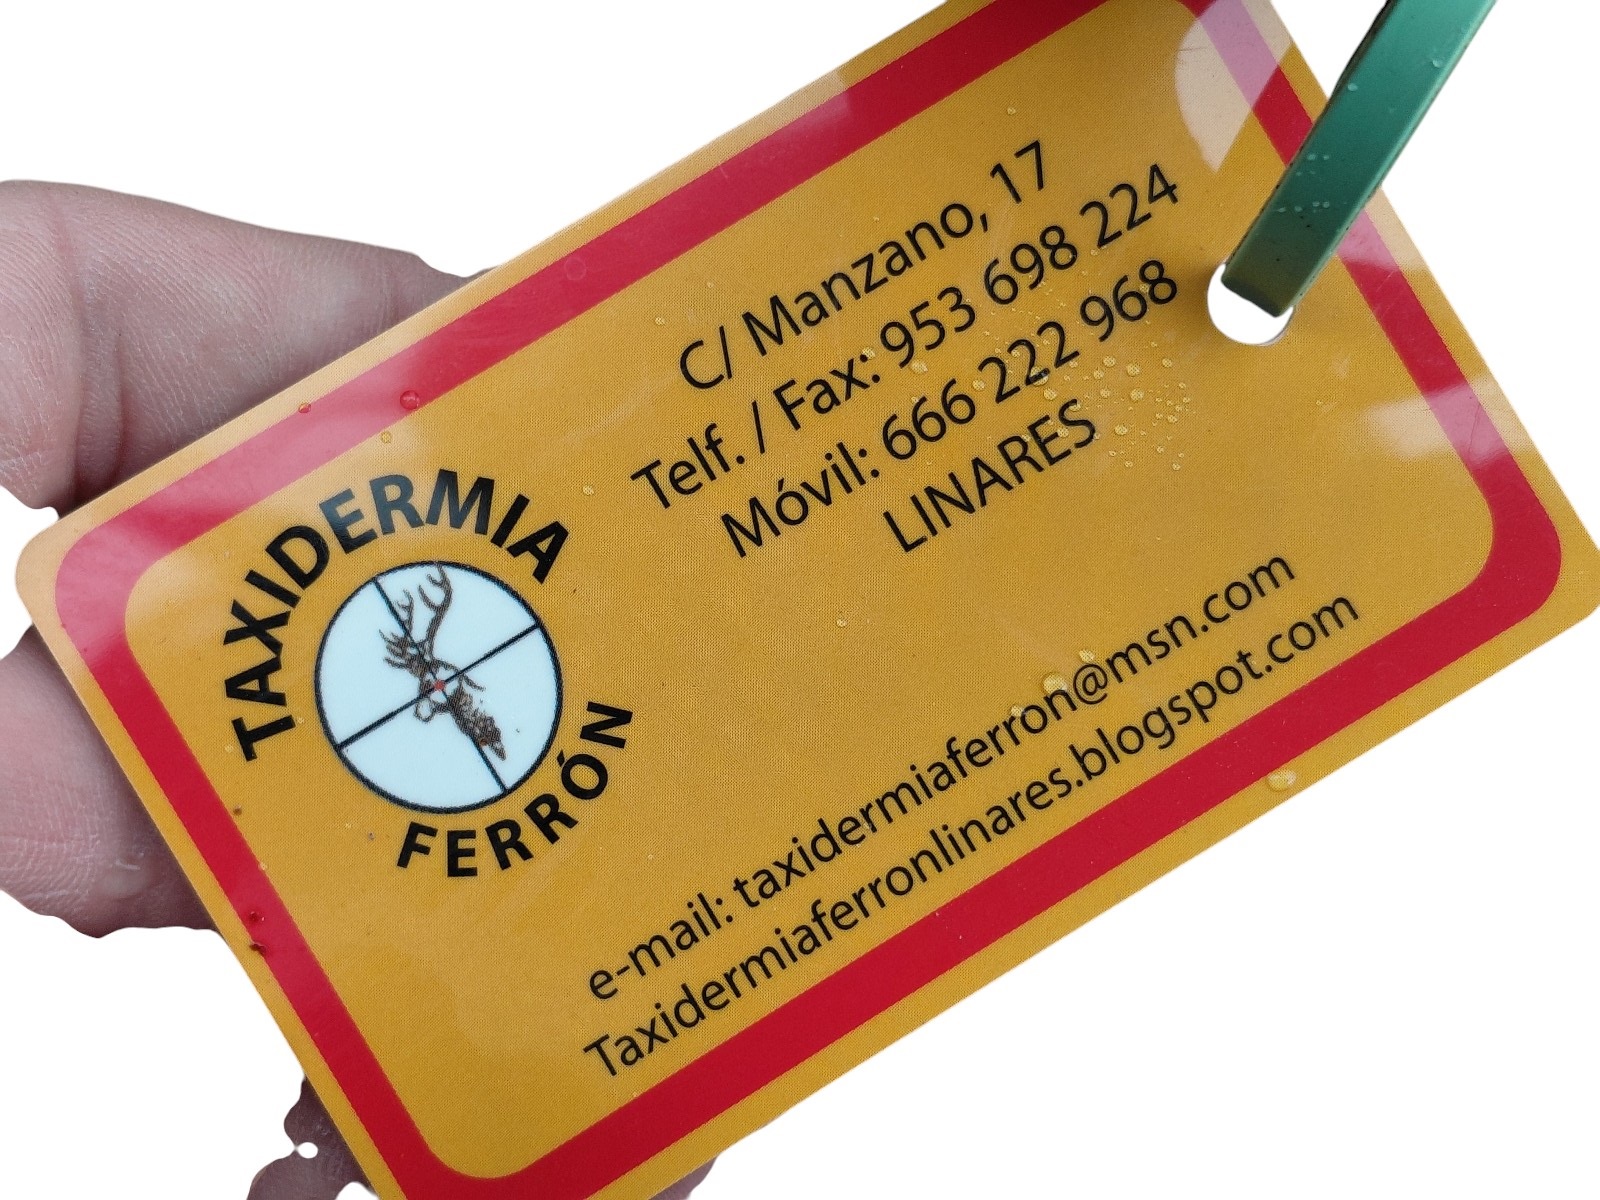 TAXIDERMIA
FERRÓN
C/ Manzano, 17
Telf. / Fax: 953 698 224
Móvil: 666 222 968
LINARES
e-mail: taxidermiaferron@msn.com
Taxidermiaferronlinares.blogspot.com